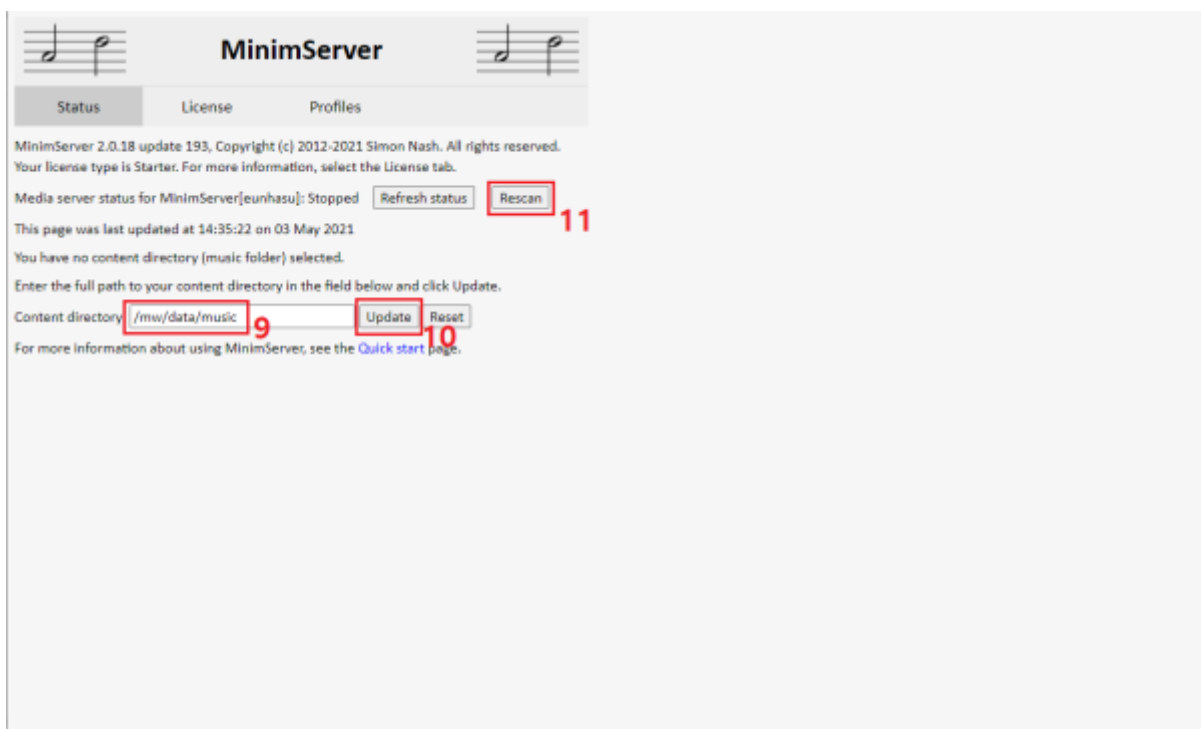 MinimServer
Status License Profiles
MinimServer 2.0.18 update 193, Copyright (c) 2012-2021 Simon Nash. All rights reserved.
Your license type is Starter. For more information, select the License tab.
Media server status for MinimServer[eunhasu]: Stopped Refresh status Rescan
11
This page was last updated at 14:35:22 on 03 May 2021
You have no content directory (music folder) selected.
Enter the full path to your content directory in the field below and click Update.
Content directory /mw/data/music 9 Update Reset
10
For more information about using MinimServer, see the Quick start page.